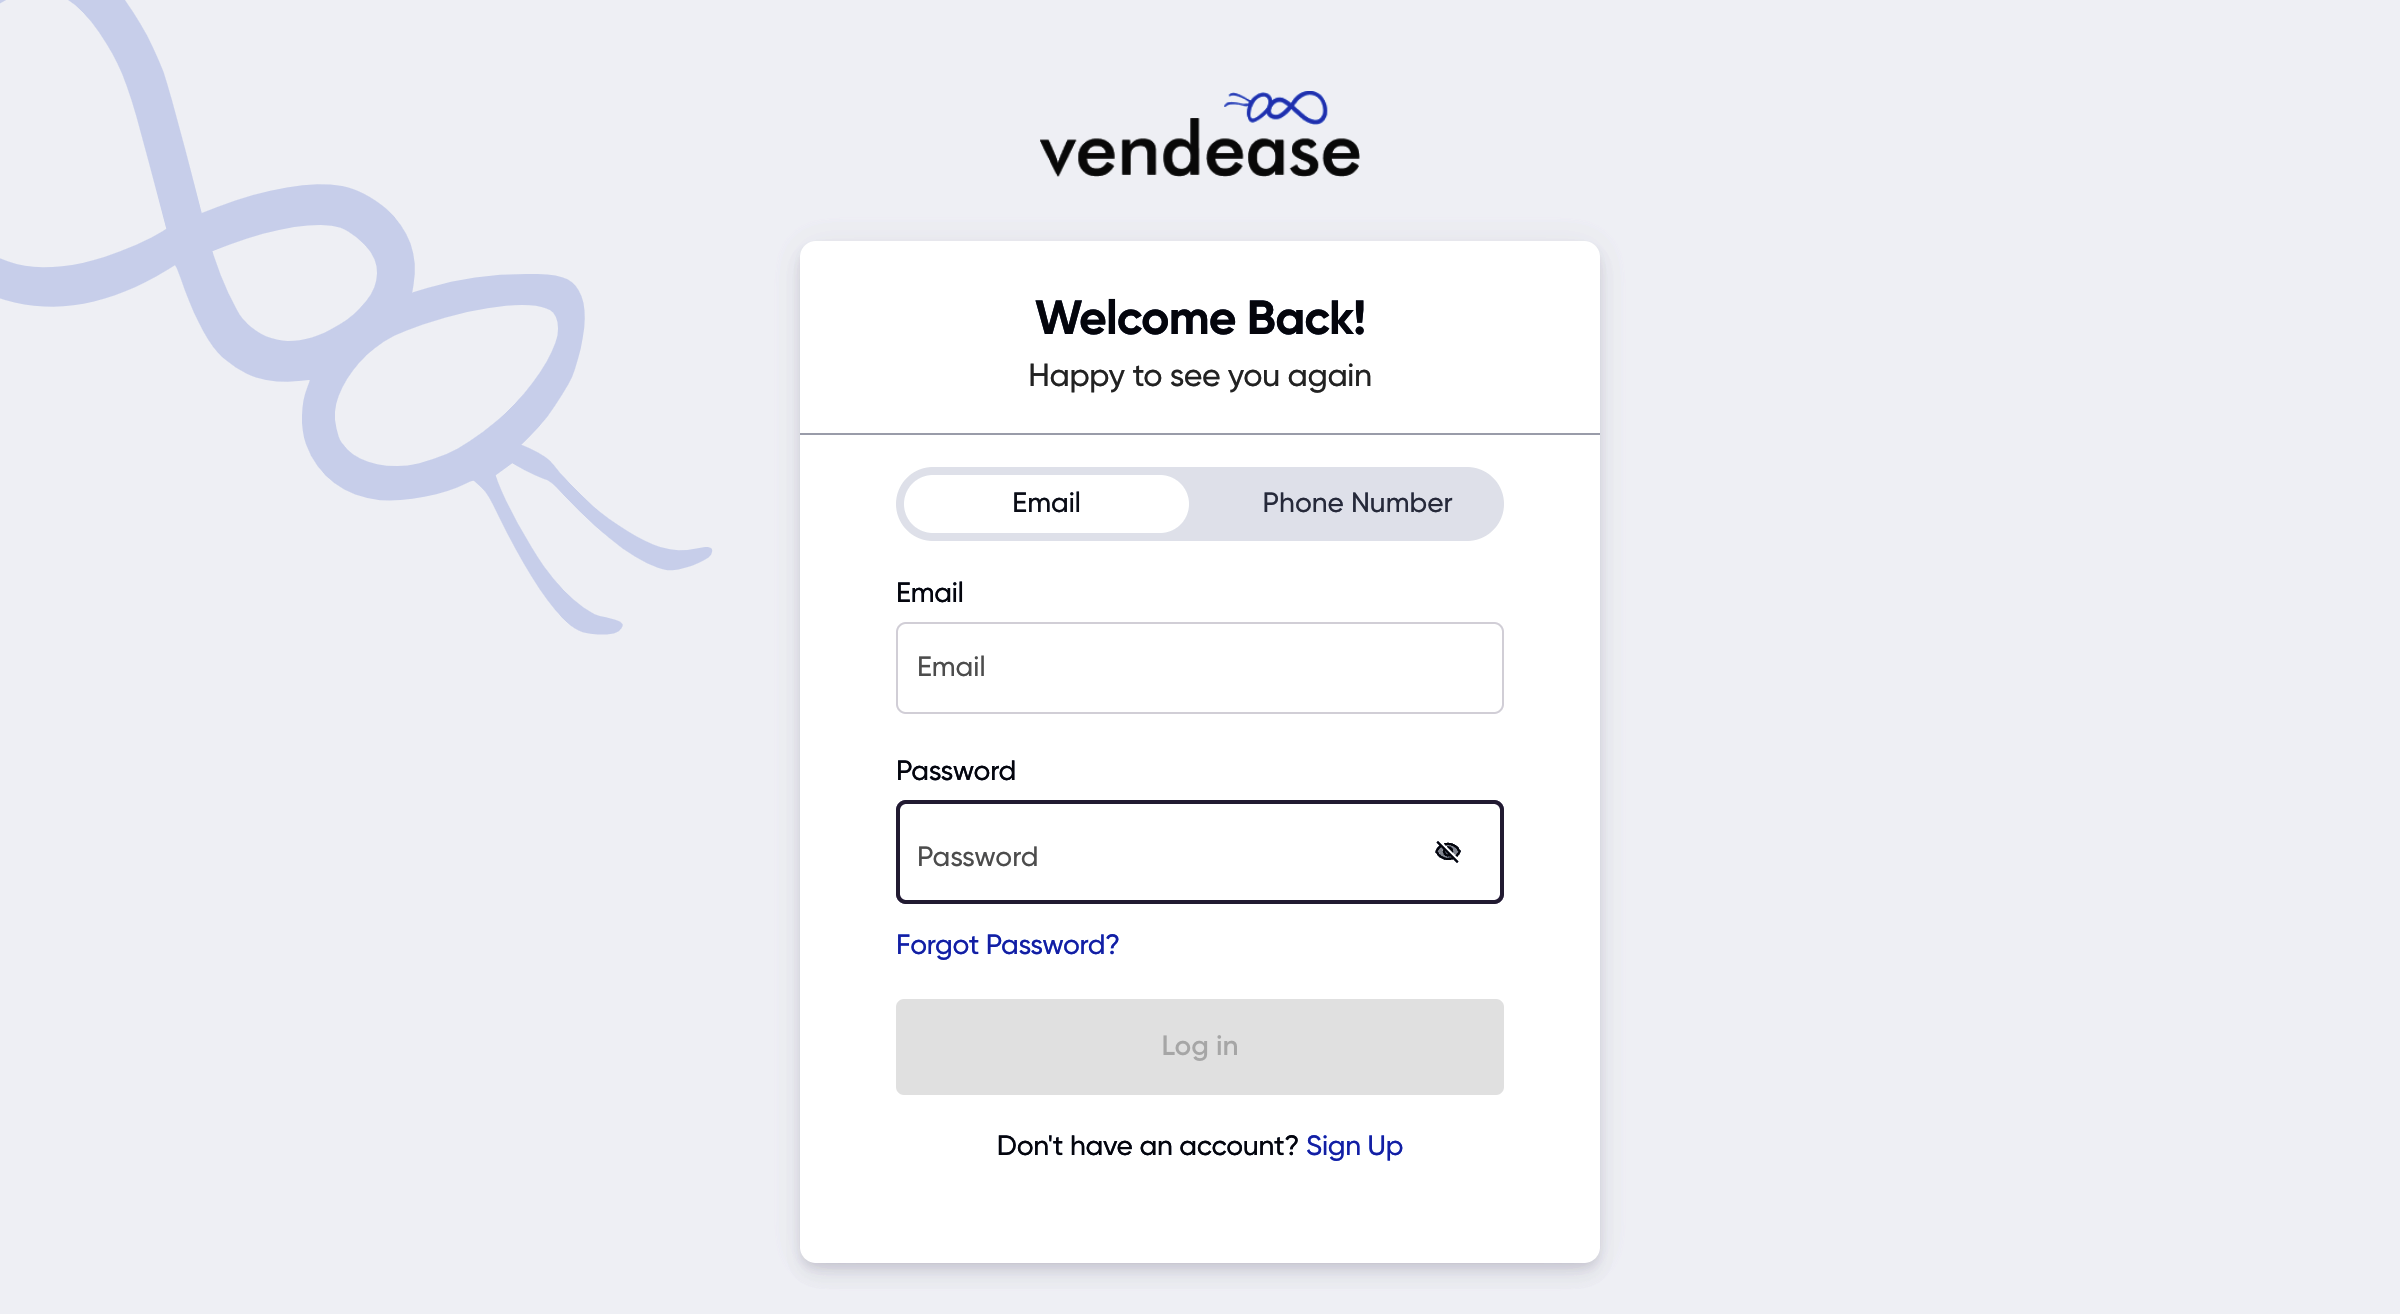 vendease
Welcome Back!
Happy to see you again
Email Phone Number
Email
Email
Password
Password
Forgot Password?
Log in
Don't have an account? Sign Up